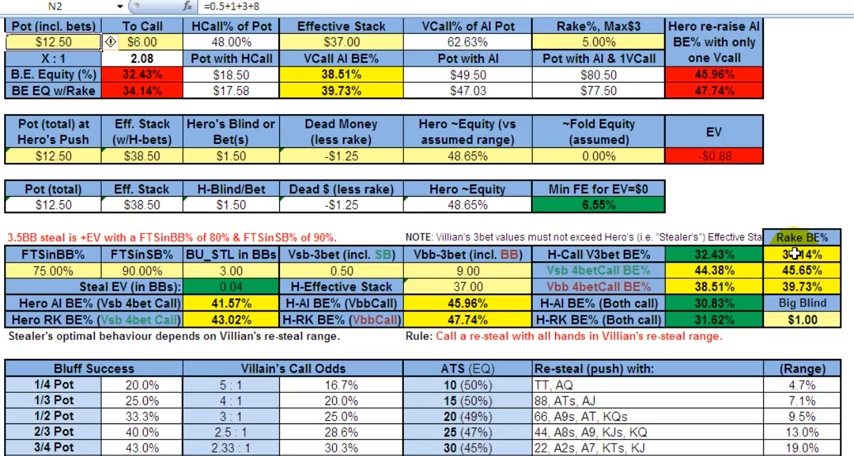 N2 fx =0.5+1+3+8
Pot (incl. bets) To Call HCall% of Pot Effective Stack VCall% of AI Pot Rake%, Max$3 Hero re-raise AI
$12.50 $6.00 48.00% $37.00 62.63% 5.00% BE% with only
X : 1 2.08 Pot with HCall VCall AI BE% Pot with AI Pot with AI & 1VCall one Vcall
B.E. Equity (%) 32.43% $18.50 38.51% $49.50 $80.50 45.96%
BE EQ w/Rake 34.14% $17.58 39.73% $47.03 $77.50 47.74%
Pot (total) at Eff. Stack Hero's Blind or Dead Money Hero ~Equity (vs ~Fold Equity EV
Hero's Push (w/H-bets) Bet(s) (less rake) assumed range) (assumed)
$12.50 $38.50 $1.50 -$1.25 48.65% 0.00% -$0.88
Pot (total) Eff. Stack H-Blind/Bet Dead $ (less rake) Hero ~Equity Min FE for EV=$0
$12.50 $38.50 $1.50 -$1.25 48.65% 6.55%
3.5BB steal is +EV with a FTSinBB% of 80% & FTSinSB% of 90%. NOTE: Villian's 3bet values must not exceed Hero's (i.e. "Stealer's") Effective Sta Rake BE%
FTSinBB% FTSinSB% BU_STL in BBs Vsb-3bet (incl. SB) Vbb-3bet (incl. BB) H-Call V3bet BE% 32.43% 14%
75.00% 90.00% 3.00 0.50 9.00 Vsb 4betCall BE% 44.38% 45.65%
Steal EV (in BBs): 0.04 H-Effective Stack 37.00 Vbb 4betCall BE% 38.51% 39.73%
Hero AI BE% (Vsb 4bet Call) 41.57% H-AI BE% (VbbCall) 45.96% H-AI BE% (Both call) 30.83% Big Blind
Hero RK BE% (Vsb 4bet Call) 43.02% H-RK BE% (VbbCall) 47.74% H-RK BE% (Both call) 31.62% $1.00
Stealer's optimal behaviour depends on Villian's re-steal range. Rule: Call a re-steal with all hands in Villian's re-steal range.
Bluff Success Villain's Call Odds ATS (EQ) Re-steal (push) with: (Range)
1/4 Pot 20.0% 5 : 1 16.7% 10 (50%) TT, AQ 4.7%
1/3 Pot 25.0% 4 : 1 20.0% 15 (50%) 88, ATs, AJ 7.1%
1/2 Pot 33.3% 3 : 1 25.0% 20 (49%) 66, A9s, AT, KQs 9.5%
2/3 Pot 40.0% 2.5 : 1 28.6% 25 (47%) 44, A8s, A9, KJs, KQ 13.0%
3/4 Pot 43.0% 2.33 : 1 30.3% 30 (45%) 22, A2s, A7, KTs, KJ 19.0%